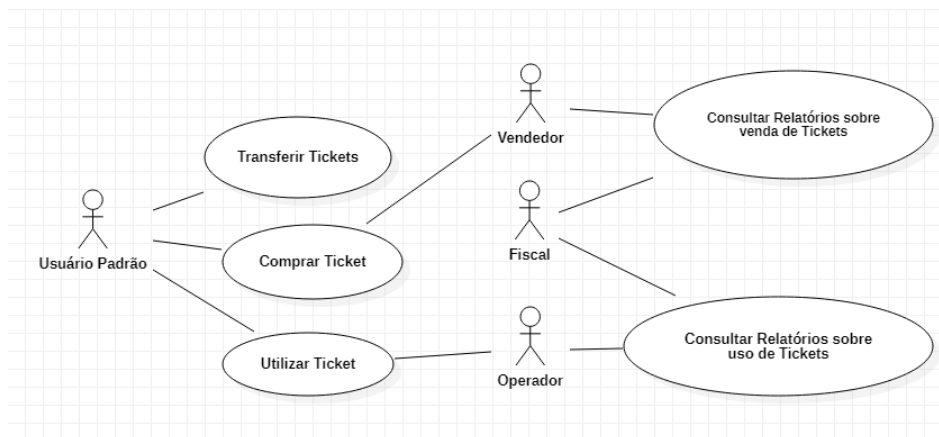 Vendedor
Consultar Relatórios sobre
venda de Tickets
Transferir Tickets
Usuário Padrão
Comprar Ticket
Fiscal
Utilizar Ticket
Operador
Consultar Relatórios sobre
uso de Tickets